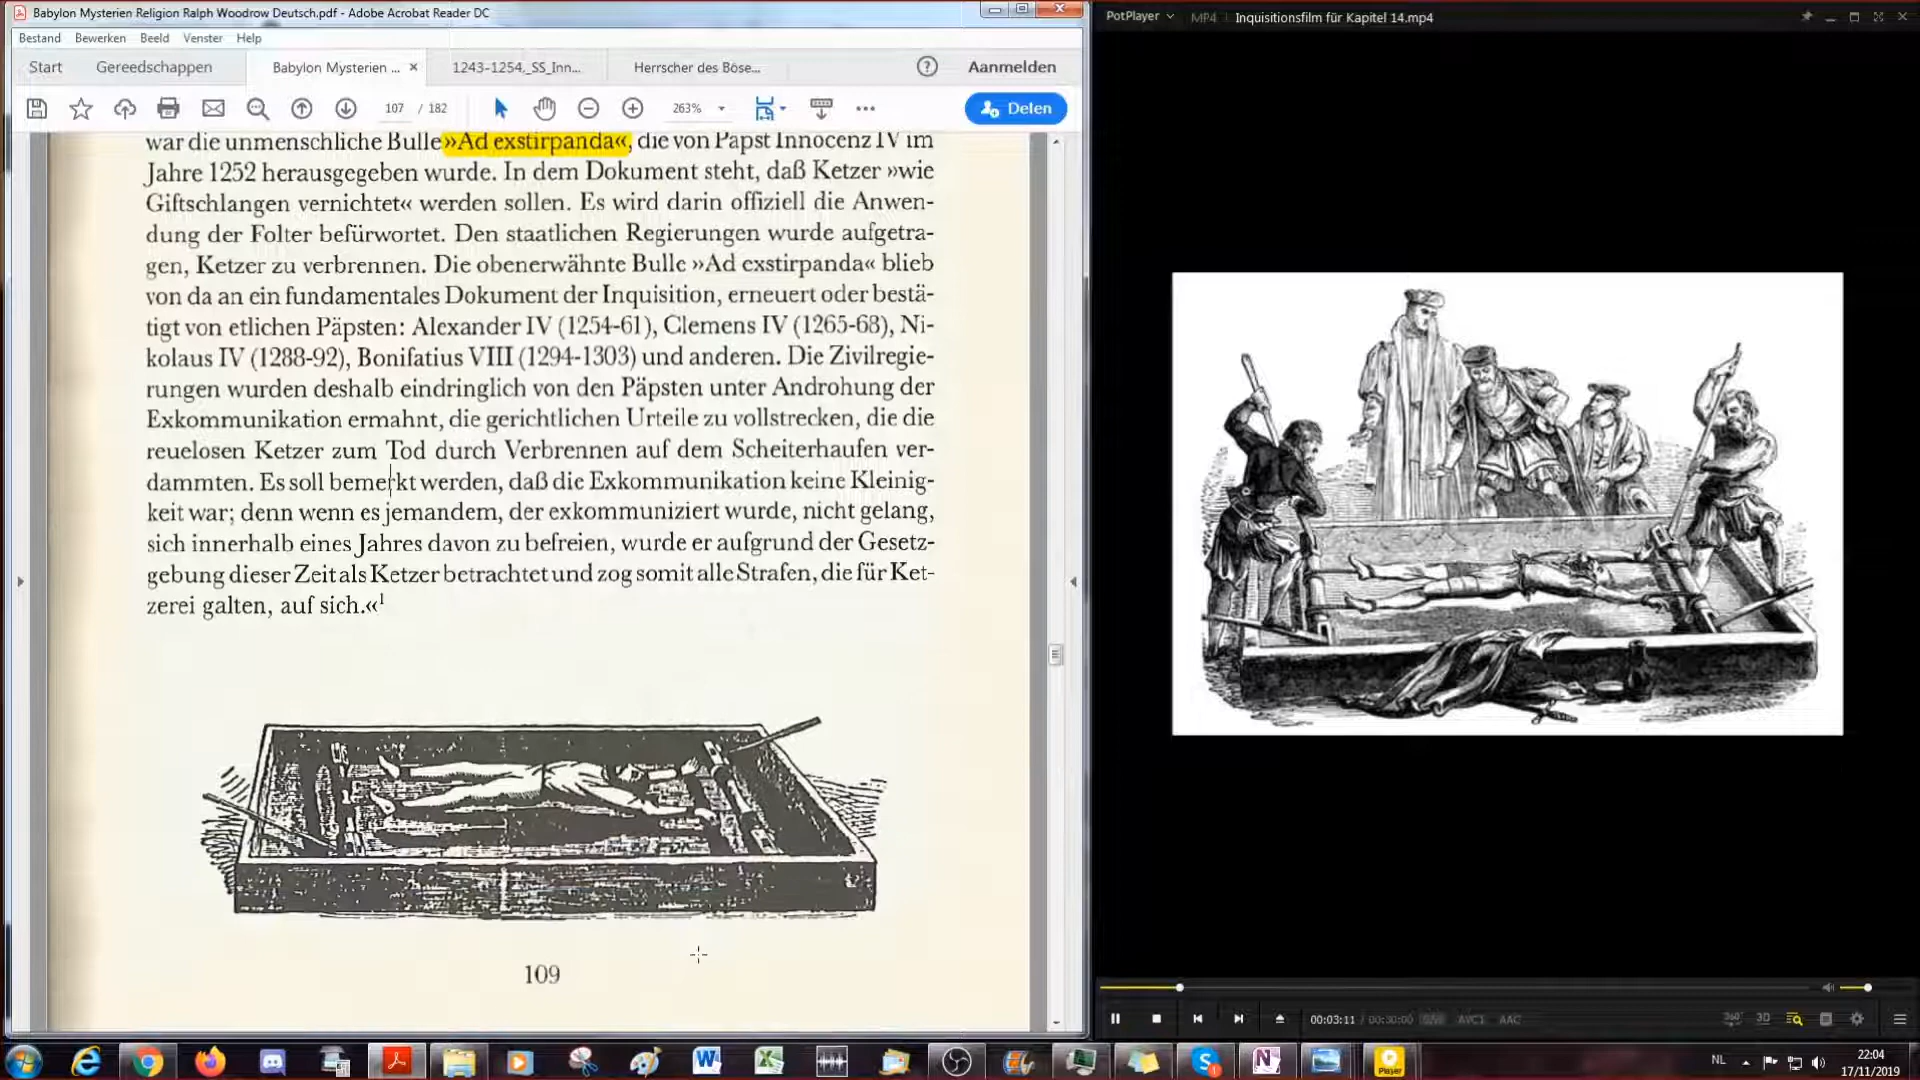 Babylon Mysterien Religion Ralph Woodrow Deutsch.pdf - Adobe Acrobat Reader DC
Bestand Bewerken Beeld Venster Help
Start Gereedschappen Babylon Mysterien ... × 1243-1254,_SS_Inn... Herrscher des Böse... Aanmelden
107 / 182 263% Delen
war die unmenschliche Bulle »Ad exstirpanda«, die von Papst Innocenz IV im
Jahre 1252 herausgegeben wurde. In dem Dokument steht, daß Ketzer »wie
Giftschlangen vernichtet« werden sollen. Es wird darin offiziell die Anwen-
dung der Folter befürwortet. Den staatlichen Regierungen wurde aufgetra-
gen, Ketzer zu verbrennen. Die obenerwähnte Bulle »Ad exstirpanda« blieb
von da an ein fundamentales Dokument der Inquisition, erneuert oder bestä-
tigt von etlichen Päpsten: Alexander IV (1254-61), Clemens IV (1265-68), Ni-
kolaus IV (1288-92), Bonifatius VIII (1294-1303) und anderen. Die Zivilregie-
rungen wurden deshalb eindringlich von den Päpsten unter Androhung der
Exkommunikation ermahnt, die gerichtlichen Urteile zu vollstrecken, die die
reuelosen Ketzer zum Tod durch Verbrennen auf dem Scheiterhaufen ver-
dammten. Es soll bemerkt werden, daß die Exkommunikation keine Kleinig-
keit war; denn wenn es jemandem, der exkommuniziert wurde, nicht gelang,
sich innerhalb eines Jahres davon zu befreien, wurde er aufgrund der Gesetz-
gebung dieser Zeit als Ketzer betrachtet und zog somit alle Strafen, die für Ket-
zerei galten, auf sich.«1
109
PotPlayer MP4 Inquisitionsfilm für Kapitel 14.mp4
00:03:11 / 00:30:00 AVC1 AAC
360° 3D
NL 22:04
17/11/2019